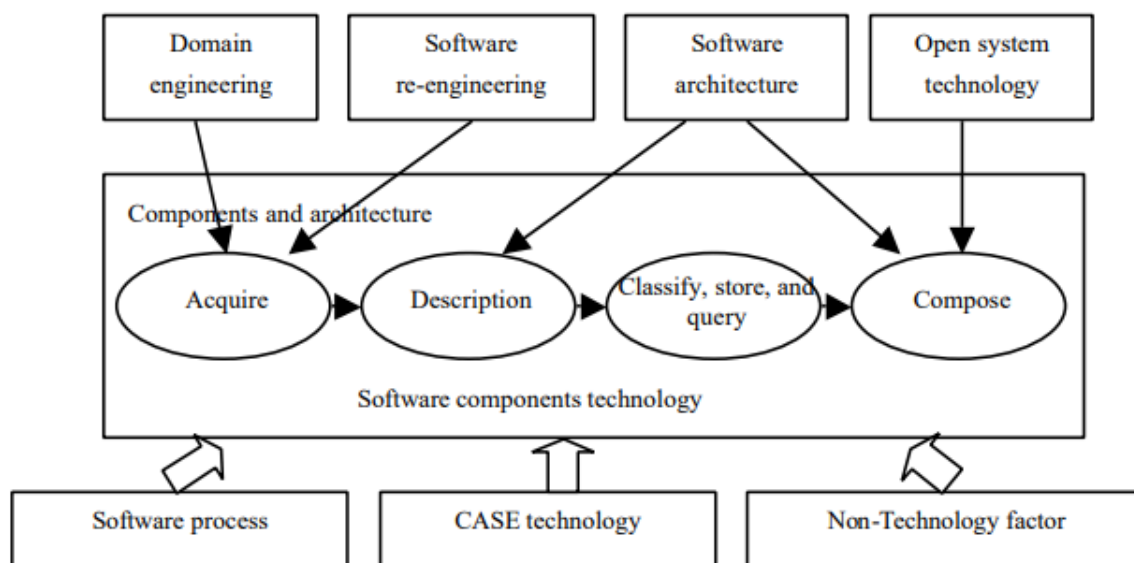 Domain
engineering
Software
re-engineering
Software
architecture
Open system
technology
Components and architecture
Acquire
Description
Classify, store, and
query
Compose
Software components technology
Software process
CASE technology
Non-Technology factor